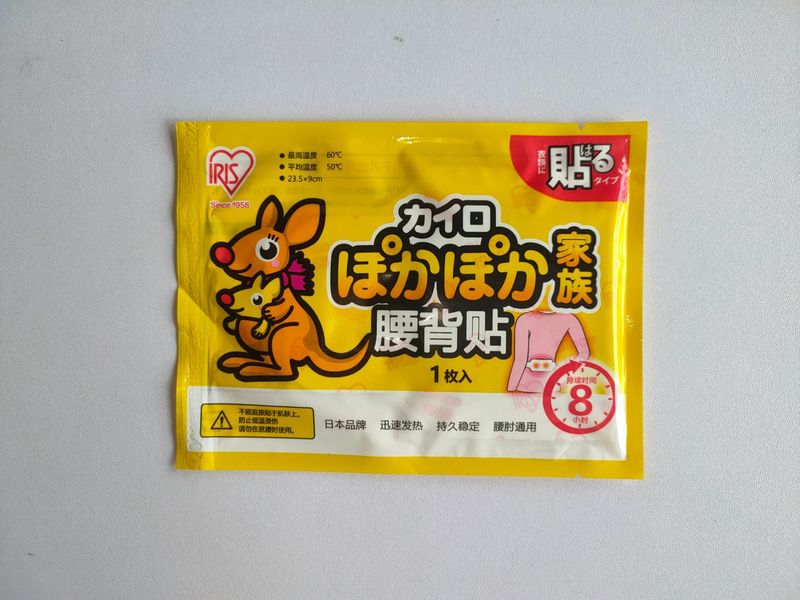 IRIS
Since 1958
● 最高温度 60℃
● 平均温度 50℃
● 23.5×9cm
衣類に
貼はる
タイプ
カイロ
ぽかぽか
家族
腰背贴
1枚入
持续时间
8
小时
不能直接贴于肌肤上。
防止低温烫伤
请勿在就寝时使用。
日本品牌 迅速发热 持久稳定 腰肘通用